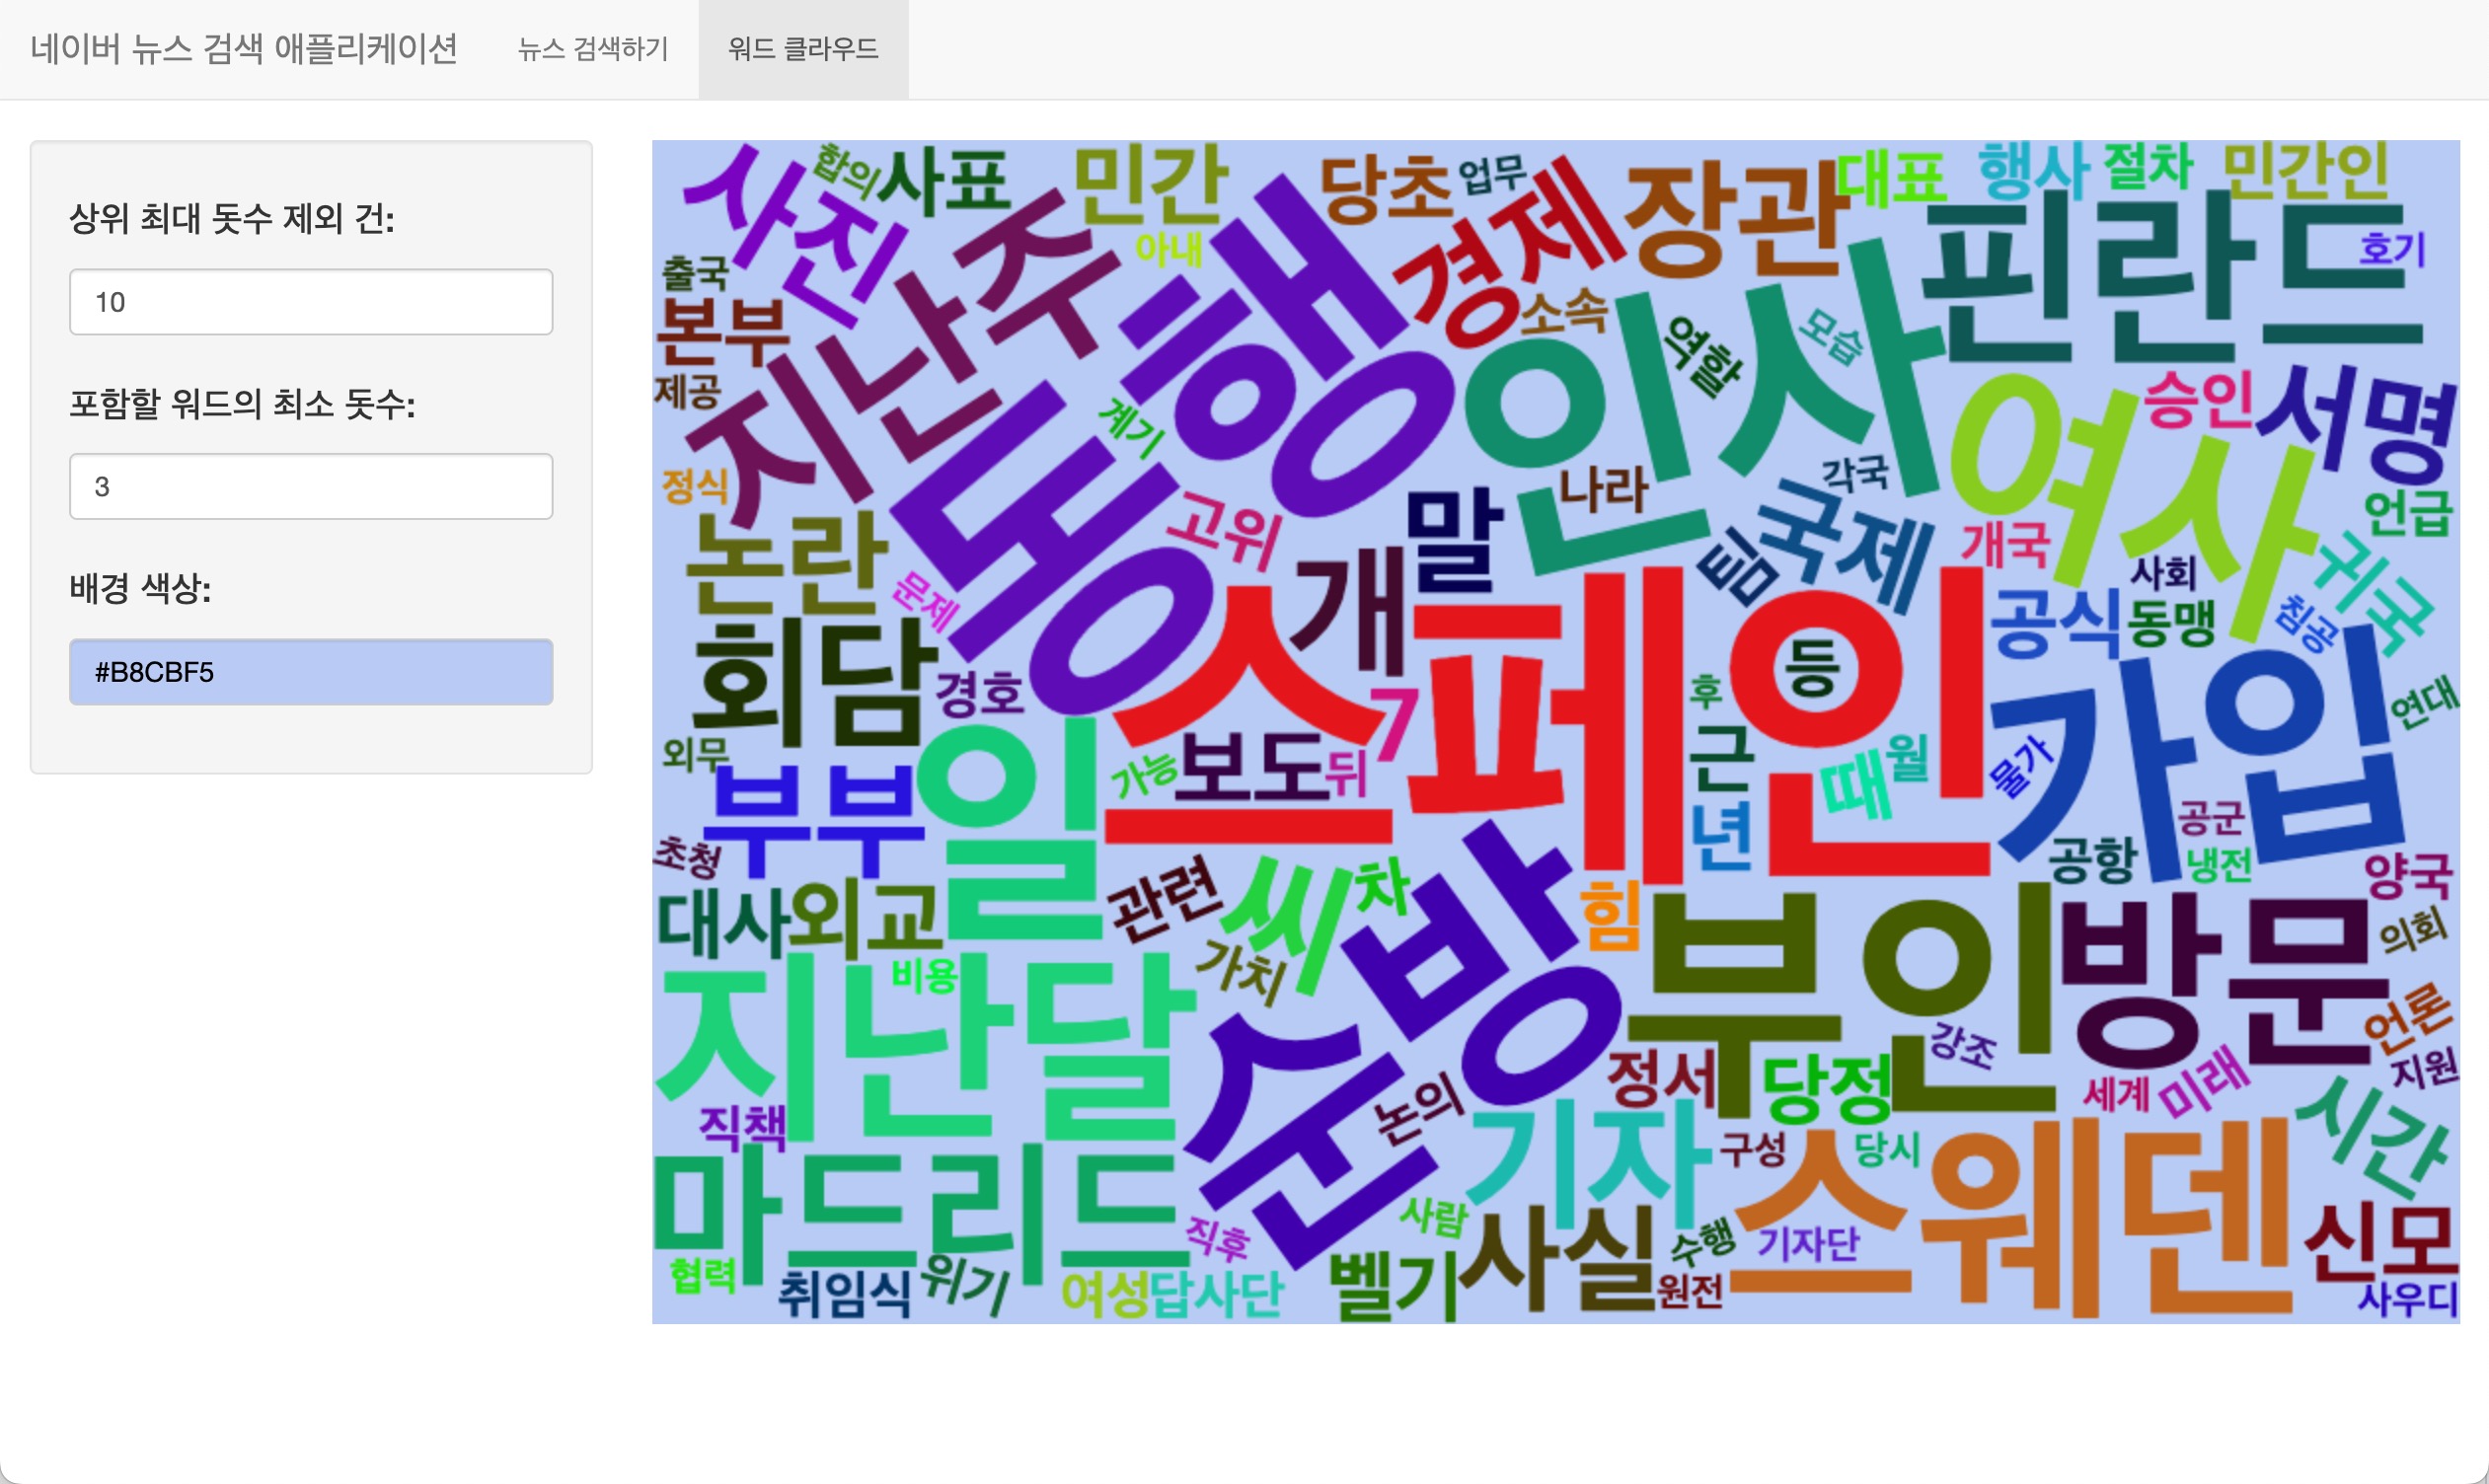 네이버 뉴스 검색 애플리케이션 뉴스 검색하기 워드 클라우드
상위 최대 돗수 제외 건:
10
포함할 워드의 최소 돗수:
3
배경 색상:
#B8CBF5
사진
합의
사표
민간
당초
업무
장관
대표
행사
절차
민간인
출국
지난주
아내
동행
경제
핀란드
호기
본부
소속
인사
역할
모습
제공
계기
여사
승인
서명
정식
고위
말
나라
각국
언급
논란
문제
개
팀
국제
개국
사회
귀국
회담
경호
스페인
등
공식
동맹
침공
외무
7
후
가입
연대
부부
일
가능
보도
뒤
근
때
월
물가
초청
년
공항
공군
냉전
양국
대사
외교
관련
씨
차
순방
힘
부인
방문
의회
지난달
비용
가치
강조
언론
직책
논의
정서
당정
세계
미래
지원
마드리드
기자
구성
당시
스웨덴
시간
협력
취임식
위기
직후
여성
답사단
사람
벨기
사실
수행
원전
기자단
신모
사우디